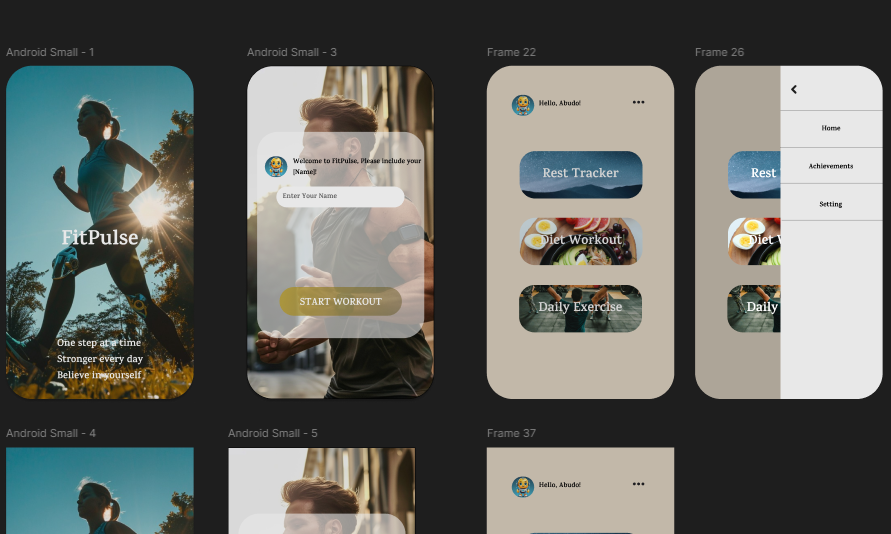 Android Small - 1
FitPulse
One step at a time
Stronger every day
Believe in yourself
Android Small - 3
Welcome to FitPulse, Please include your
[Name]!
Enter Your Name
START WORKOUT
Frame 22
Hello, Abudo!
Rest Tracker
Diet Workout
Daily Exercise
Frame 26
Rest
Diet W
Daily
Home
Achievements
Setting
Android Small - 4
Android Small - 5
Frame 37
Hello, Abudo!